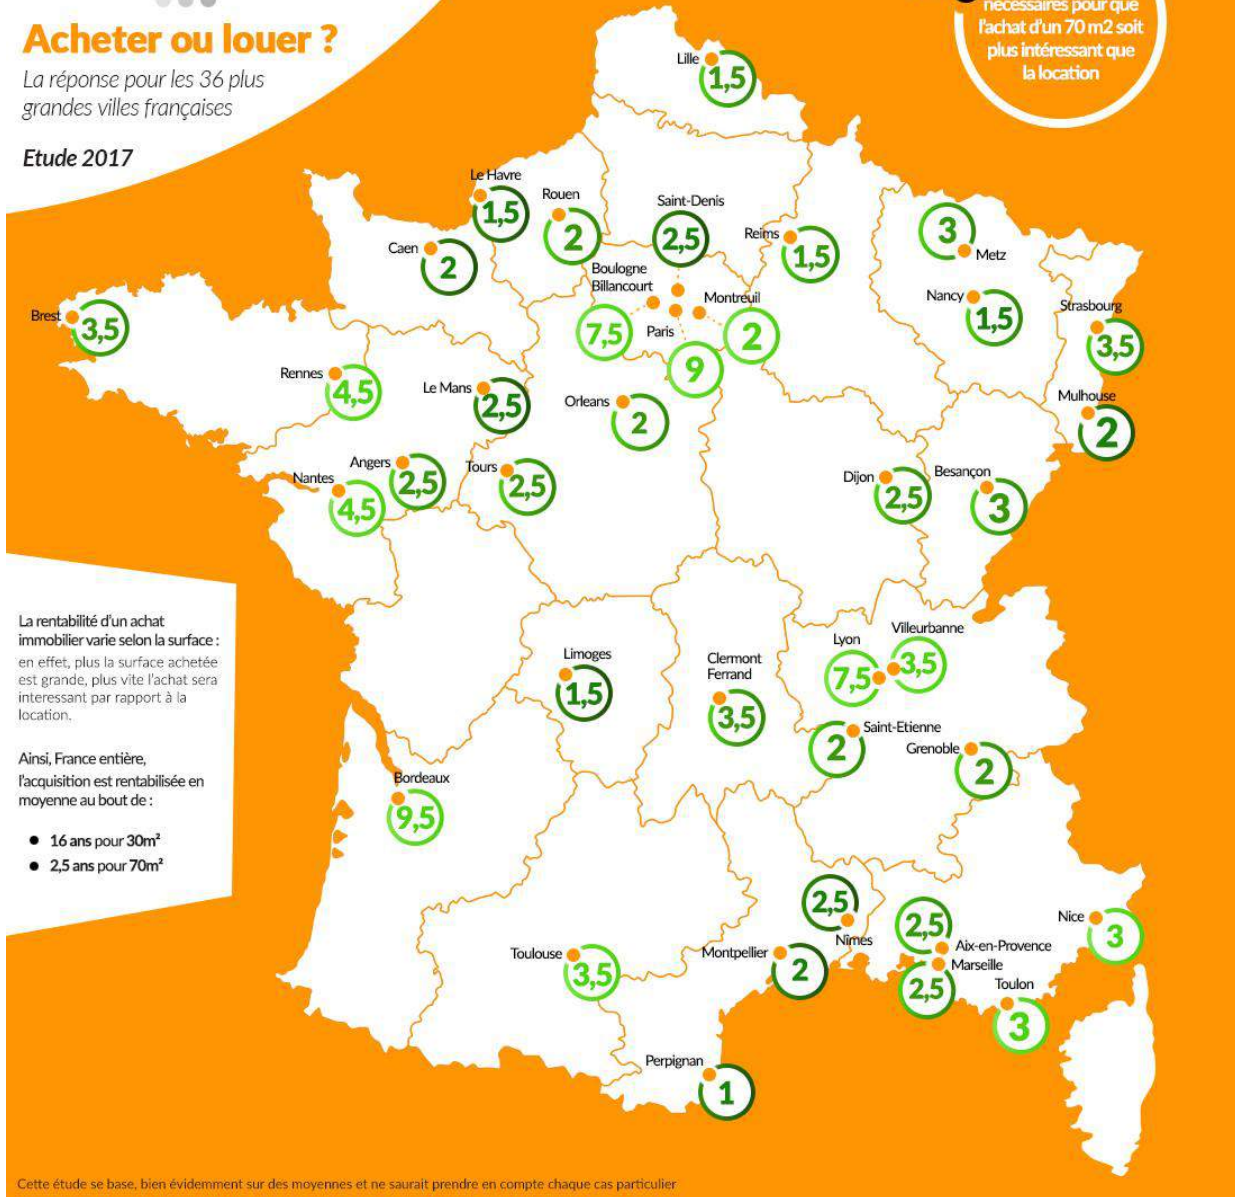 Acheter ou louer ?
La réponse pour les 36 plus
grandes villes françaises
Etude 2017
nécessaires pour que
l'achat d'un 70 m2 soit
plus intéressant que
la location
Lille
1,5
Le Havre
1,5
Rouen
2
Saint-Denis
2,5
Reims
1,5
3
Metz
Caen
2
Boulogne
Billancourt
7,5
Montreuil
2
Paris
9
Nancy
1,5
Strasbourg
3,5
Brest
3,5
Rennes
4,5
Le Mans
2,5
Orleans
2
Mulhouse
2
Angers
2,5
Tours
2,5
Nantes
4,5
Dijon
2,5
Besançon
3
La rentabilité d'un achat
immobilier varie selon la surface :
en effet, plus la surface achetée
est grande, plus vite l'achat sera
interessant par rapport à la
location.
Ainsi, France entière,
l'acquisition est rentabilisée en
moyenne au bout de :
● 16 ans pour 30m²
● 2,5 ans pour 70m²
Limoges
1,5
Clermont
Ferrand
3,5
Lyon
7,5
Villeurbanne
3,5
Saint-Etienne
2
Grenoble
2
Bordeaux
9,5
Toulouse
3,5
Montpellier
2
2,5
Nîmes
2,5
Aix-en-Provence
Marseille
2,5
Toulon
3
Nice
3
Perpignan
1
Cette étude se base, bien évidemment sur des moyennes et ne saurait prendre en compte chaque cas particulier